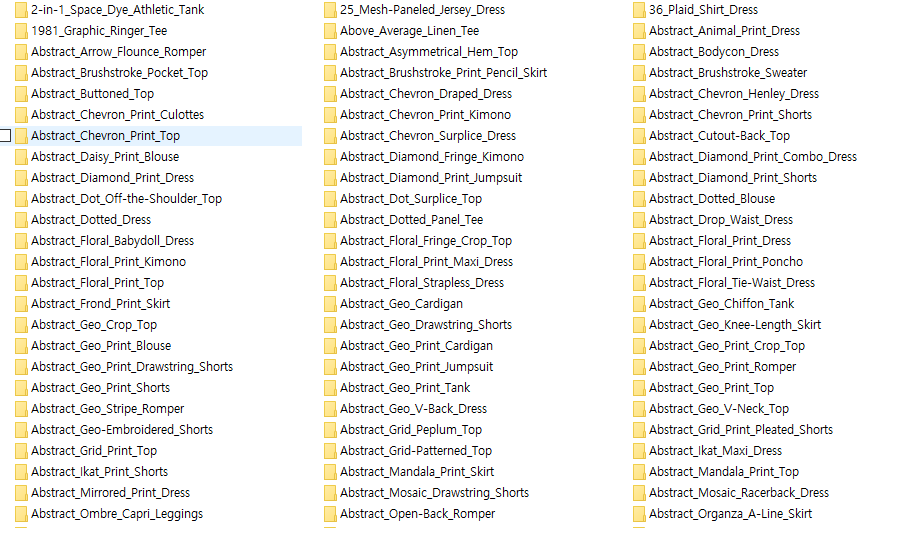 2-in-1_Space_Dye_Athletic_Tank 25_Mesh-Paneled_Jersey_Dress 36_Plaid_Shirt_Dress
1981_Graphic_Ringer_Tee Above_Average_Linen_Tee Abstract_Animal_Print_Dress
Abstract_Arrow_Flounce_Romper Abstract_Asymmetrical_Hem_Top Abstract_Bodycon_Dress
Abstract_Brushstroke_Pocket_Top Abstract_Brushstroke_Print_Pencil_Skirt Abstract_Brushstroke_Sweater
Abstract_Buttoned_Top Abstract_Chevron_Draped_Dress Abstract_Chevron_Henley_Dress
Abstract_Chevron_Print_Culottes Abstract_Chevron_Print_Kimono Abstract_Chevron_Print_Shorts
Abstract_Chevron_Print_Top Abstract_Chevron_Surplice_Dress Abstract_Cutout-Back_Top
Abstract_Daisy_Print_Blouse Abstract_Diamond_Fringe_Kimono Abstract_Diamond_Print_Combo_Dress
Abstract_Diamond_Print_Dress Abstract_Diamond_Print_Jumpsuit Abstract_Diamond_Print_Shorts
Abstract_Dot_Off-the-Shoulder_Top Abstract_Dot_Surplice_Top Abstract_Dotted_Blouse
Abstract_Dotted_Dress Abstract_Dotted_Panel_Tee Abstract_Drop_Waist_Dress
Abstract_Floral_Babydoll_Dress Abstract_Floral_Fringe_Crop_Top Abstract_Floral_Print_Dress
Abstract_Floral_Print_Kimono Abstract_Floral_Print_Maxi_Dress Abstract_Floral_Print_Poncho
Abstract_Floral_Print_Top Abstract_Floral_Strapless_Dress Abstract_Floral_Tie-Waist_Dress
Abstract_Frond_Print_Skirt Abstract_Geo_Cardigan Abstract_Geo_Chiffon_Tank
Abstract_Geo_Crop_Top Abstract_Geo_Drawstring_Shorts Abstract_Geo_Knee-Length_Skirt
Abstract_Geo_Print_Blouse Abstract_Geo_Print_Cardigan Abstract_Geo_Print_Crop_Top
Abstract_Geo_Print_Drawstring_Shorts Abstract_Geo_Print_Jumpsuit Abstract_Geo_Print_Romper
Abstract_Geo_Print_Shorts Abstract_Geo_Print_Tank Abstract_Geo_Print_Top
Abstract_Geo_Stripe_Romper Abstract_Geo_V-Back_Dress Abstract_Geo_V-Neck_Top
Abstract_Geo-Embroidered_Shorts Abstract_Grid_Peplum_Top Abstract_Grid_Print_Pleated_Shorts
Abstract_Grid_Print_Top Abstract_Grid-Patterned_Top Abstract_Ikat_Maxi_Dress
Abstract_Ikat_Print_Shorts Abstract_Mandala_Print_Skirt Abstract_Mandala_Print_Top
Abstract_Mirrored_Print_Dress Abstract_Mosaic_Drawstring_Shorts Abstract_Mosaic_Racerback_Dress
Abstract_Ombre_Capri_Leggings Abstract_Open-Back_Romper Abstract_Organza_A-Line_Skirt